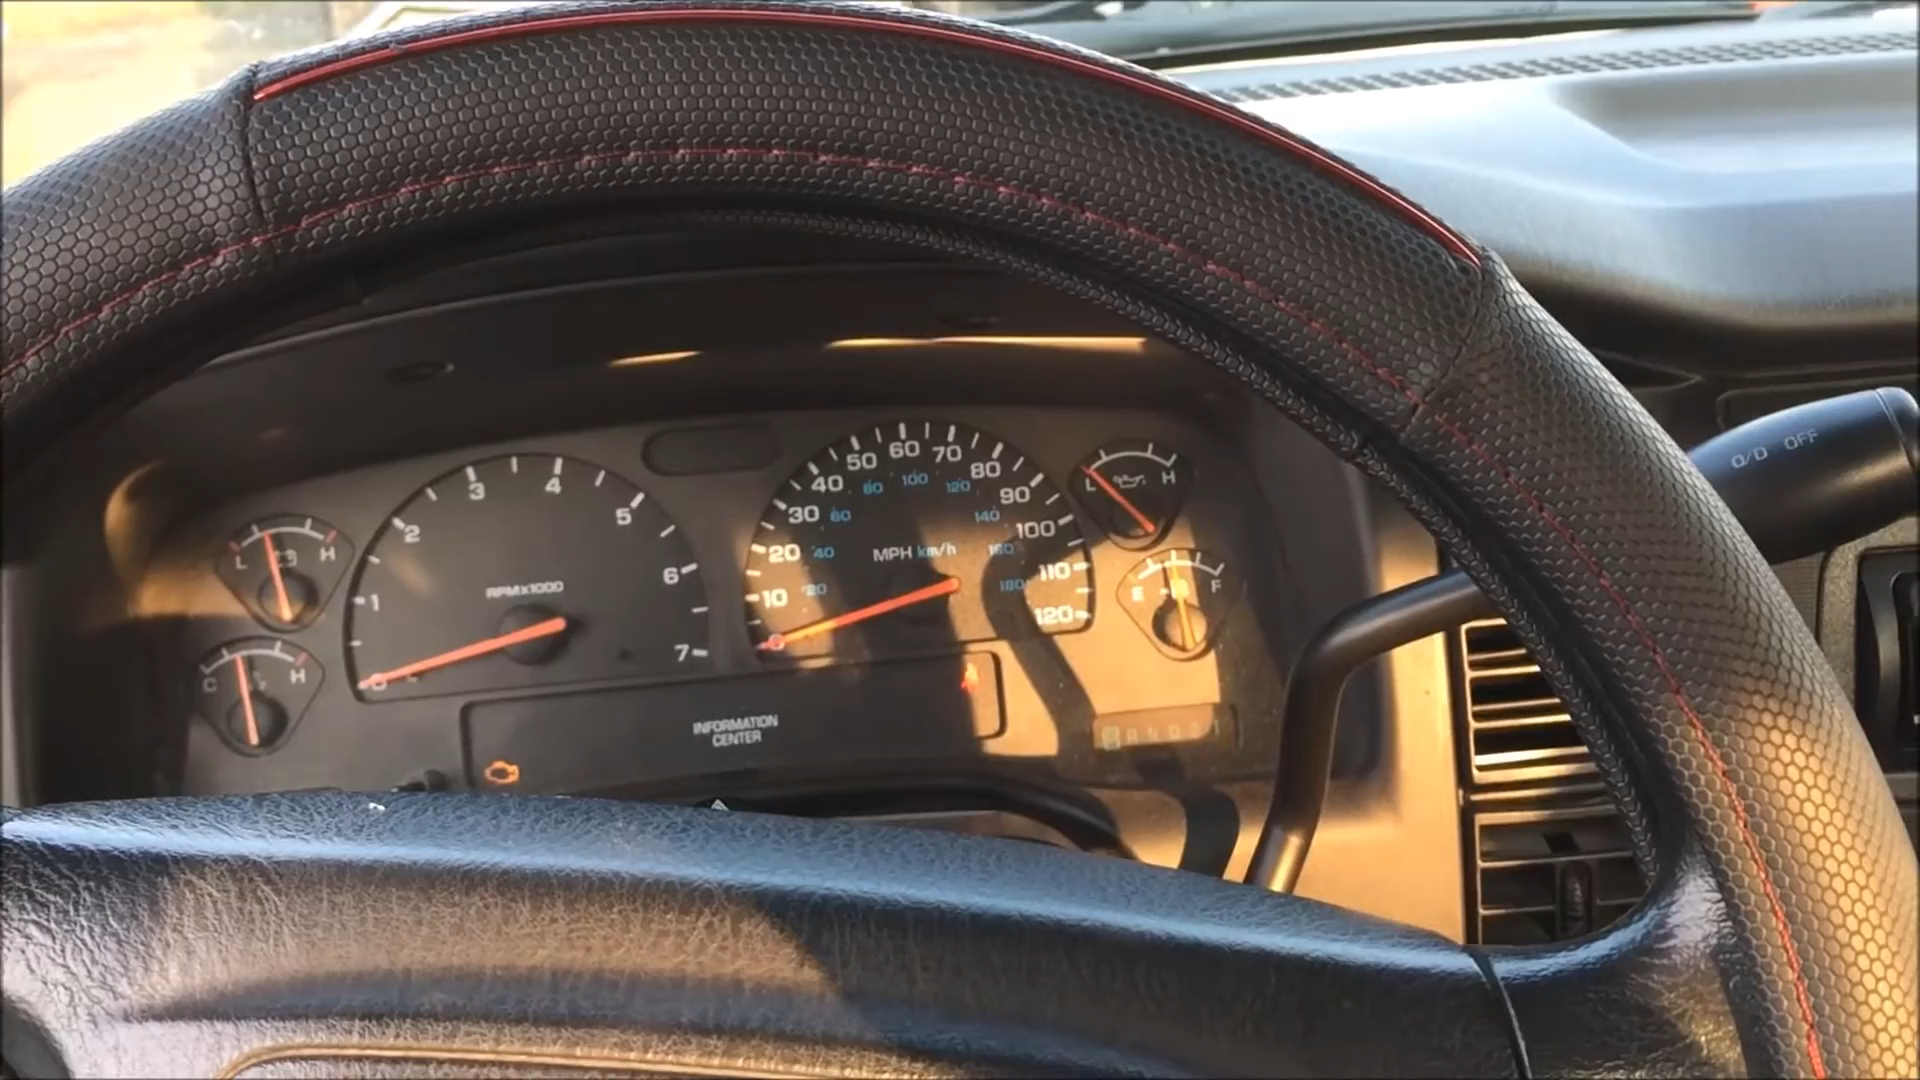 O/D OFF
L H
C H
1 2 3 4 5 6 7
RPMx1000
10 20 30 40 50 60 70 80 90 100 110 120
20 40 60 80 100 120 140 160 180
MPH km/h
L H
E F
INFORMATION
CENTER